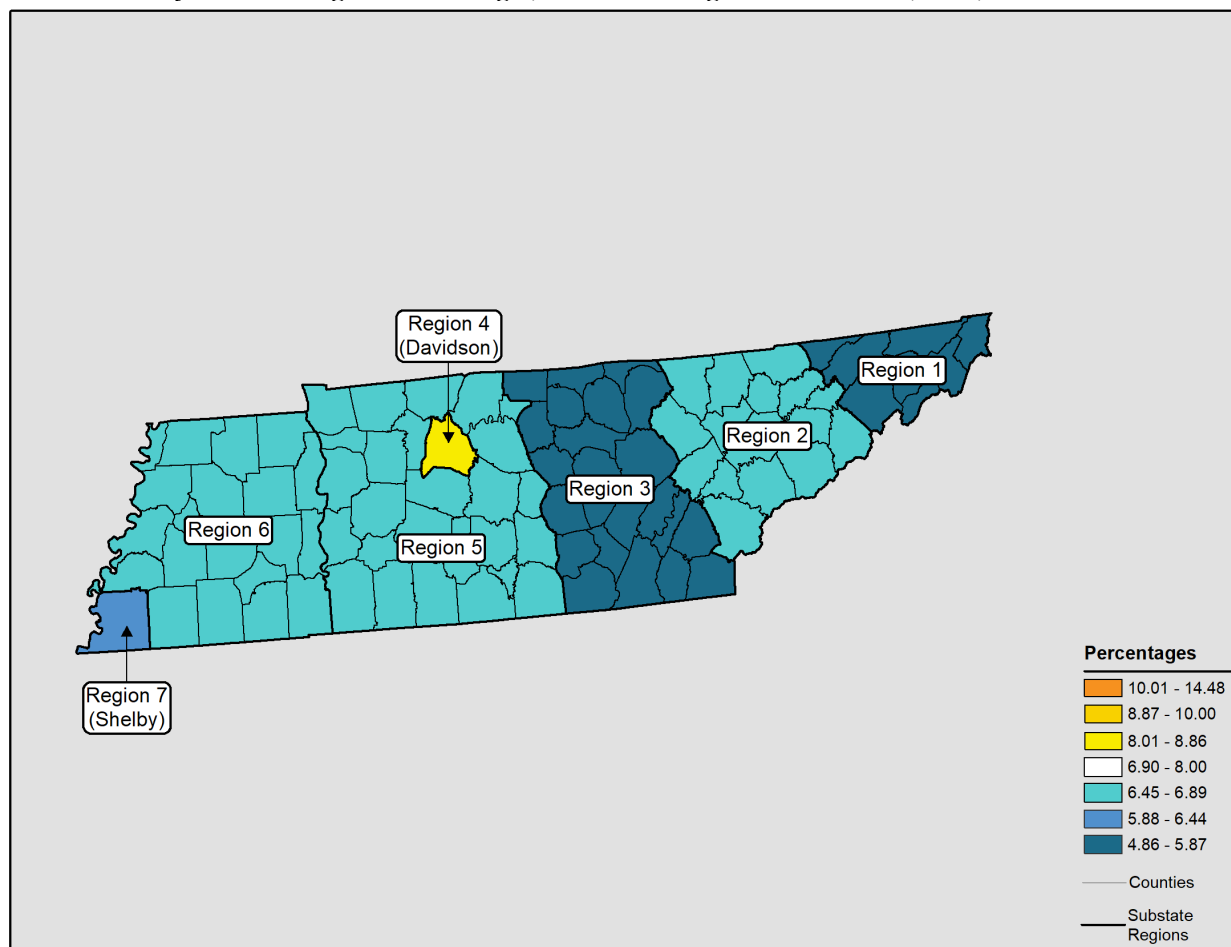 Region 4
(Davidson)
Region 1
Region 2
Region 3
Region 6
Region 5
Region 7
(Shelby)
Percentages
10.01 - 14.48
8.87 - 10.00
8.01 - 8.86
6.90 - 8.00
6.45 - 6.89
5.88 - 6.44
4.86 - 5.87
Counties
Substate
Regions